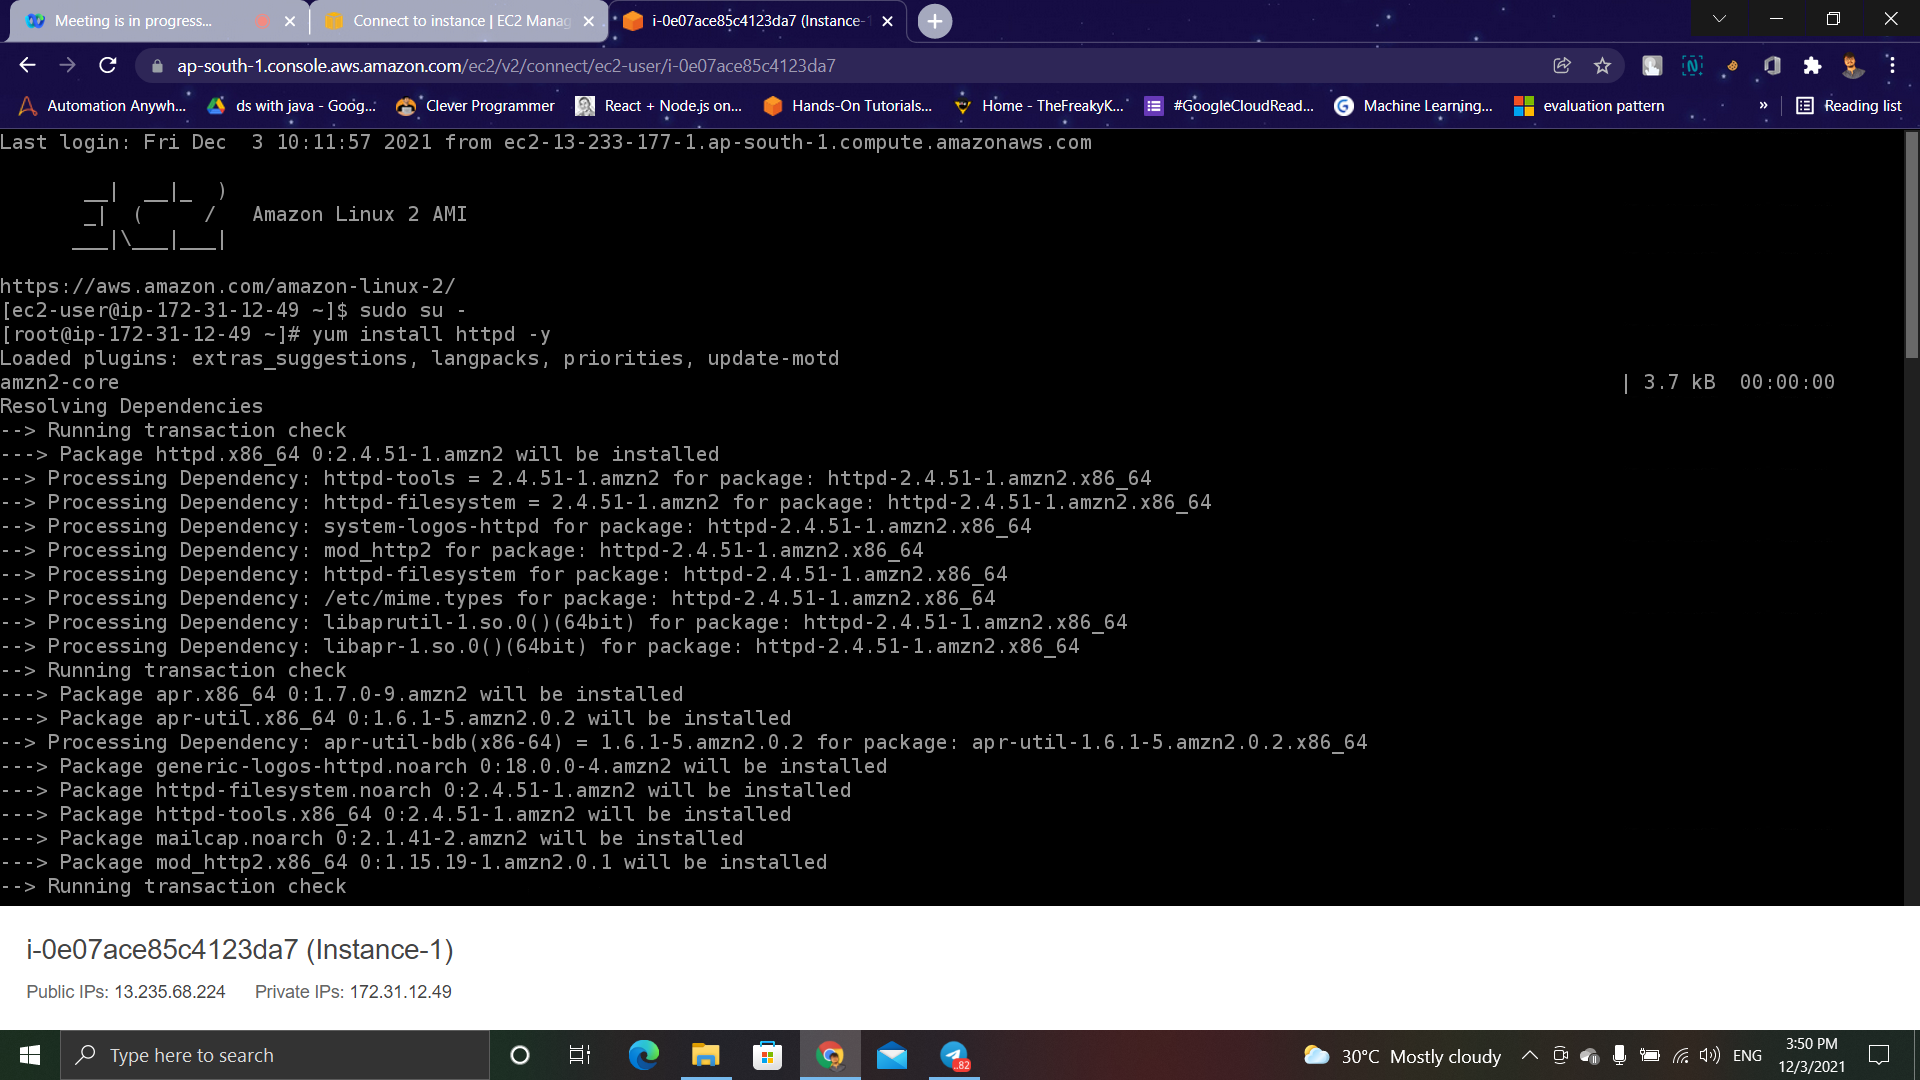 Meeting is in progress...
Connect to instance | EC2 Manag
i-0e07ace85c4123da7 (Instance-1
ap-south-1.console.aws.amazon.com/ec2/v2/connect/ec2-user/i-0e07ace85c4123da7
Automation Anywh... ds with java - Goog... Clever Programmer React + Node.js on... Hands-On Tutorials... Home - TheFreakyK... #GoogleCloudRead... Machine Learning... evaluation pattern » Reading list
Last login: Fri Dec  3 10:11:57 2021 from ec2-13-233-177-1.ap-south-1.compute.amazonaws.com
       __|  __|_  )
       _|  (     /   Amazon Linux 2 AMI
      ___|\___|___|
https://aws.amazon.com/amazon-linux-2/
[ec2-user@ip-172-31-12-49 ~]$ sudo su -
[root@ip-172-31-12-49 ~]# yum install httpd -y
Loaded plugins: extras_suggestions, langpacks, priorities, update-motd
amzn2-core | 3.7 kB  00:00:00
Resolving Dependencies
--> Running transaction check
---> Package httpd.x86_64 0:2.4.51-1.amzn2 will be installed
--> Processing Dependency: httpd-tools = 2.4.51-1.amzn2 for package: httpd-2.4.51-1.amzn2.x86_64
--> Processing Dependency: httpd-filesystem = 2.4.51-1.amzn2 for package: httpd-2.4.51-1.amzn2.x86_64
--> Processing Dependency: system-logos-httpd for package: httpd-2.4.51-1.amzn2.x86_64
--> Processing Dependency: mod_http2 for package: httpd-2.4.51-1.amzn2.x86_64
--> Processing Dependency: httpd-filesystem for package: httpd-2.4.51-1.amzn2.x86_64
--> Processing Dependency: /etc/mime.types for package: httpd-2.4.51-1.amzn2.x86_64
--> Processing Dependency: libaprutil-1.so.0()(64bit) for package: httpd-2.4.51-1.amzn2.x86_64
--> Processing Dependency: libapr-1.so.0()(64bit) for package: httpd-2.4.51-1.amzn2.x86_64
--> Running transaction check
---> Package apr.x86_64 0:1.7.0-9.amzn2 will be installed
---> Package apr-util.x86_64 0:1.6.1-5.amzn2.0.2 will be installed
--> Processing Dependency: apr-util-bdb(x86-64) = 1.6.1-5.amzn2.0.2 for package: apr-util-1.6.1-5.amzn2.0.2.x86_64
---> Package generic-logos-httpd.noarch 0:18.0.0-4.amzn2 will be installed
---> Package httpd-filesystem.noarch 0:2.4.51-1.amzn2 will be installed
---> Package httpd-tools.x86_64 0:2.4.51-1.amzn2 will be installed
---> Package mailcap.noarch 0:2.1.41-2.amzn2 will be installed
---> Package mod_http2.x86_64 0:1.15.19-1.amzn2.0.1 will be installed
--> Running transaction check
i-0e07ace85c4123da7 (Instance-1)
Public IPs: 13.235.68.224 Private IPs: 172.31.12.49
Type here to search
..82
30°C Mostly cloudy
ENG
3:50 PM
12/3/2021